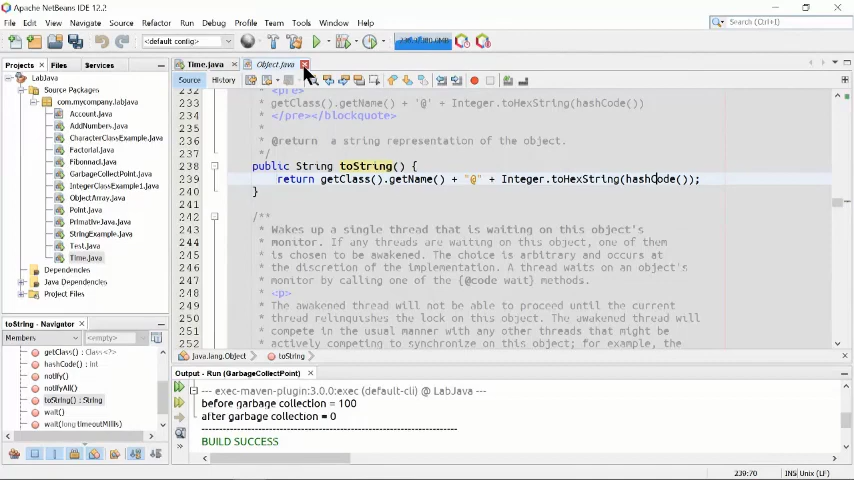 Apache NetBeans IDE 12.2
File Edit View Navigate Source Refactor Run Debug Profile Team Tools Window Help
Search (Ctrl+I)
<default config>
Projects Files Services
Time.java Object.java
Source History
LabJava
Source Packages
com.mycompany.labjava
Account.java
AddNumbers.java
CharacterClassExample.java
Factorial.java
Fibonnaci.java
GarbageCollectPoint.java
IntegerClassExample1.java
ObjectArray.java
Point.java
PrimativeJava.java
StringExample.java
Test.java
Time.java
Dependencies
Java Dependencies
Project Files
232 * <pre>
233 * getClass().getName() + '@' + Integer.toHexString(hashCode())
234 * </pre></blockquote>
235 *
236 * @return a string representation of the object.
237 */
238 public String toString() {
239 return getClass().getName() + "@" + Integer.toHexString(hashCode());
240 }
241
242 /**
243 * Wakes up a single thread that is waiting on this object's
244 * monitor. If any threads are waiting on this object, one of them
245 * is chosen to be awakened. The choice is arbitrary and occurs at
246 * the discretion of the implementation. A thread waits on an object's
247 * monitor by calling one of the {@code wait} methods.
248 * <p>
249 * The awakened thread will not be able to proceed until the current
250 * thread relinquishes the lock on this object. The awakened thread will
251 * compete in the usual manner with any other threads that might be
252 * actively competing to synchronize on this object; for example, the
toString - Navigator
Members <empty>
getClass() : Class<?>
hashCode() : int
notify()
notifyAll()
toString() : String
wait()
wait(long timeoutMillis)
java.lang.Object toString
Output - Run (GarbageCollectPoint)
--- exec-maven-plugin:3.0.0:exec (default-cli) @ LabJava ---
before garbage collection = 100
after garbage collection = 0
------------------------------------------------------------------------
BUILD SUCCESS
239:70 INS Unix (LF)